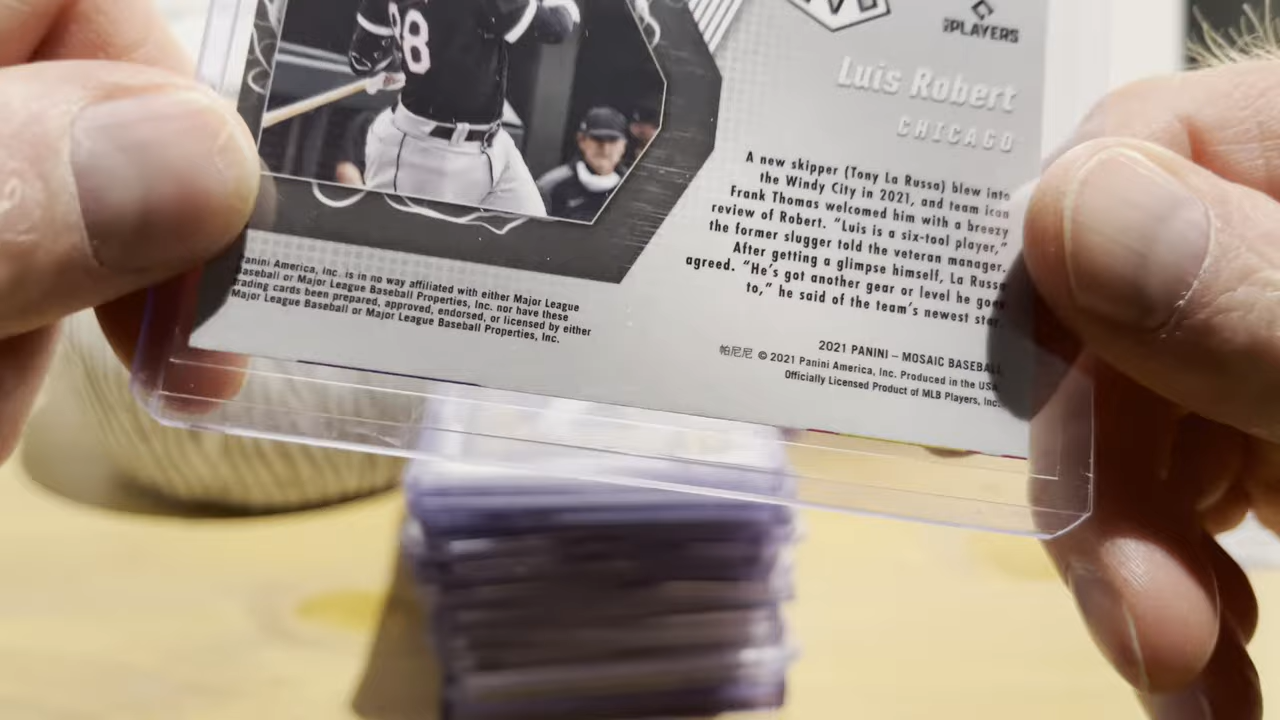 88
PLAYERS
Luis Robert
CHICAGO
A new skipper (Tony La Russa) blew into
the Windy City in 2021, and team icon
Frank Thomas welcomed him with a breezy
review of Robert. "Luis is a six-tool player,"
the former slugger told the veteran manager.
After getting a glimpse himself, La Russa
agreed. "He's got another gear or level he goes
to," he said of the team's newest star.
Panini America, Inc. is in no way affiliated with either Major League
Baseball or Major League Baseball Properties, Inc. nor have these
trading cards been prepared, approved, endorsed, or licensed by either
Major League Baseball or Major League Baseball Properties, Inc.
2021 PANINI – MOSAIC BASEBALL
帕尼尼 © 2021 Panini America, Inc. Produced in the USA.
Officially Licensed Product of MLB Players, Inc.